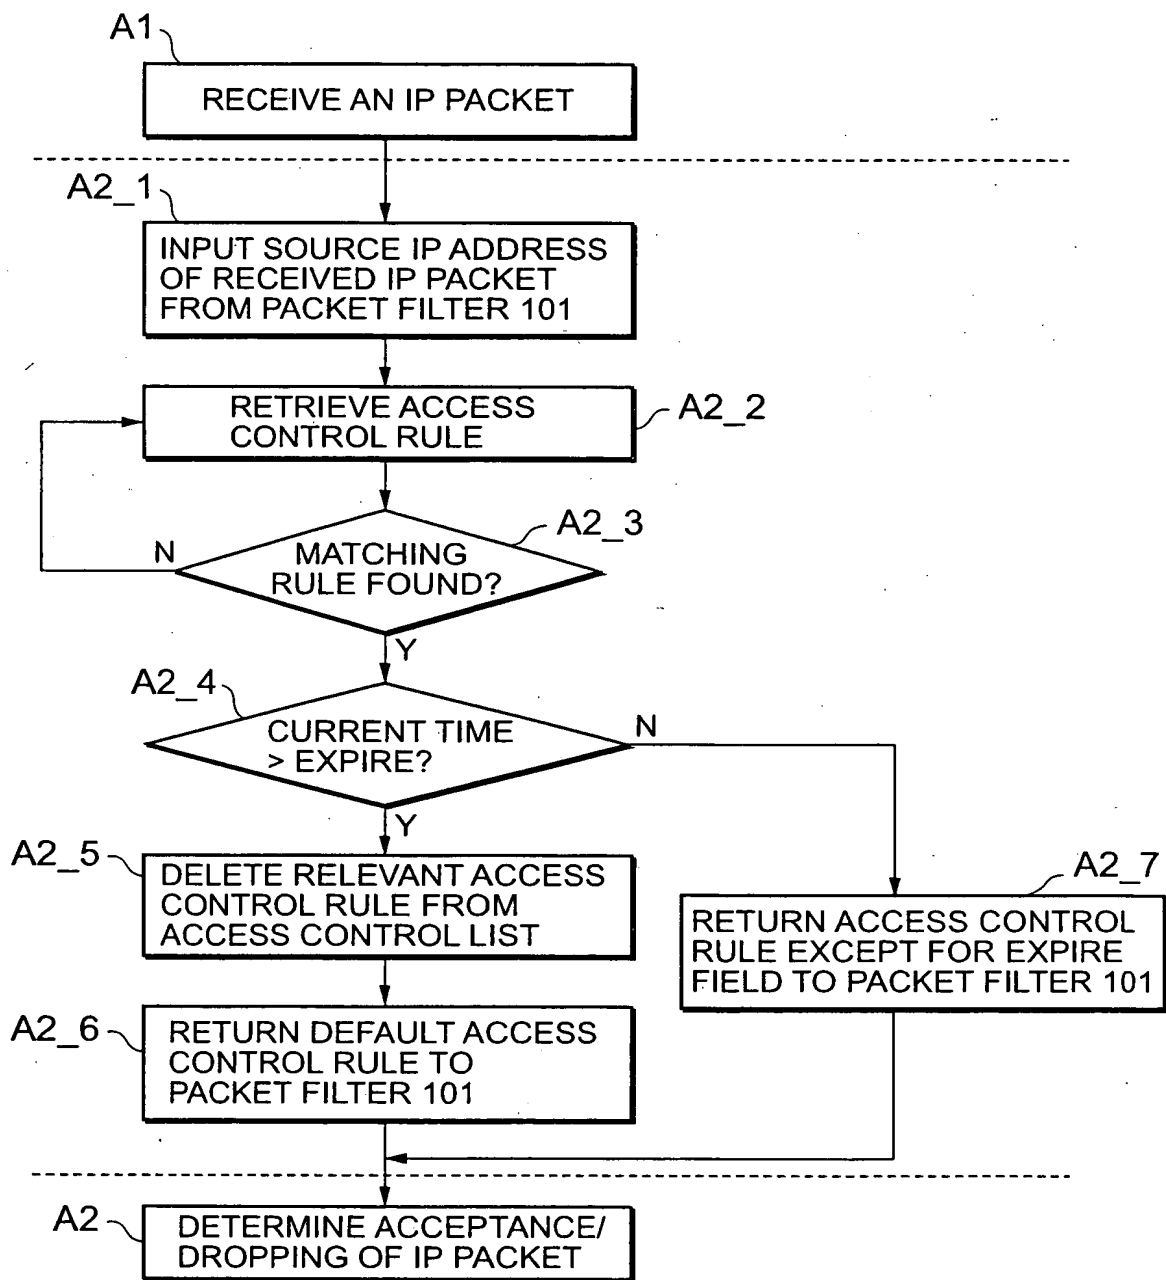 A1
RECEIVE AN IP PACKET
A2_1
INPUT SOURCE IP ADDRESS
OF RECEIVED IP PACKET
FROM PACKET FILTER 101
RETRIEVE ACCESS
CONTROL RULE
A2_2
A2_3
MATCHING
RULE FOUND?
N
Y
A2_4
CURRENT TIME
> EXPIRE?
N
Y
A2_5
DELETE RELEVANT ACCESS
CONTROL RULE FROM
ACCESS CONTROL LIST
A2_7
RETURN ACCESS CONTROL
RULE EXCEPT FOR EXPIRE
FIELD TO PACKET FILTER 101
A2_6
RETURN DEFAULT ACCESS
CONTROL RULE TO
PACKET FILTER 101
A2
DETERMINE ACCEPTANCE/
DROPPING OF IP PACKET